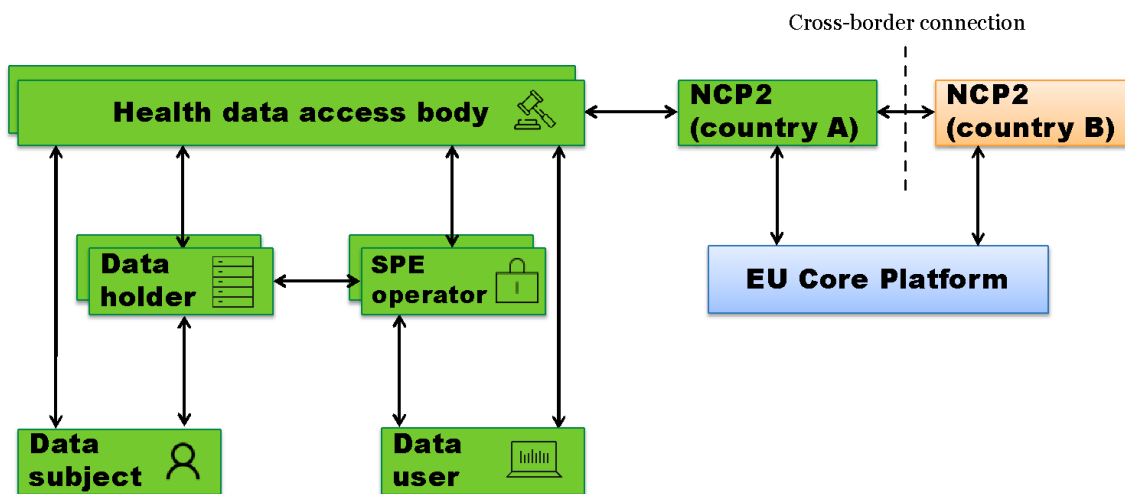 Cross-border connection
Health data access body
NCP2
(country A)
NCP2
(country B)
Data
holder
SPE
operator
EU Core Platform
Data
subject
Data
user